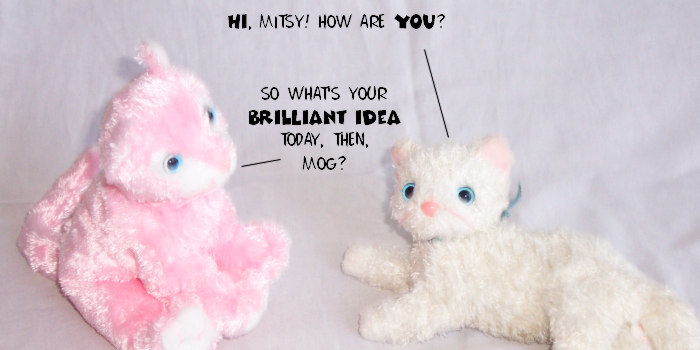 HI, MITSY! HOW ARE YOU?
SO WHAT'S YOUR
BRILLIANT IDEA
TODAY, THEN,
MOG?